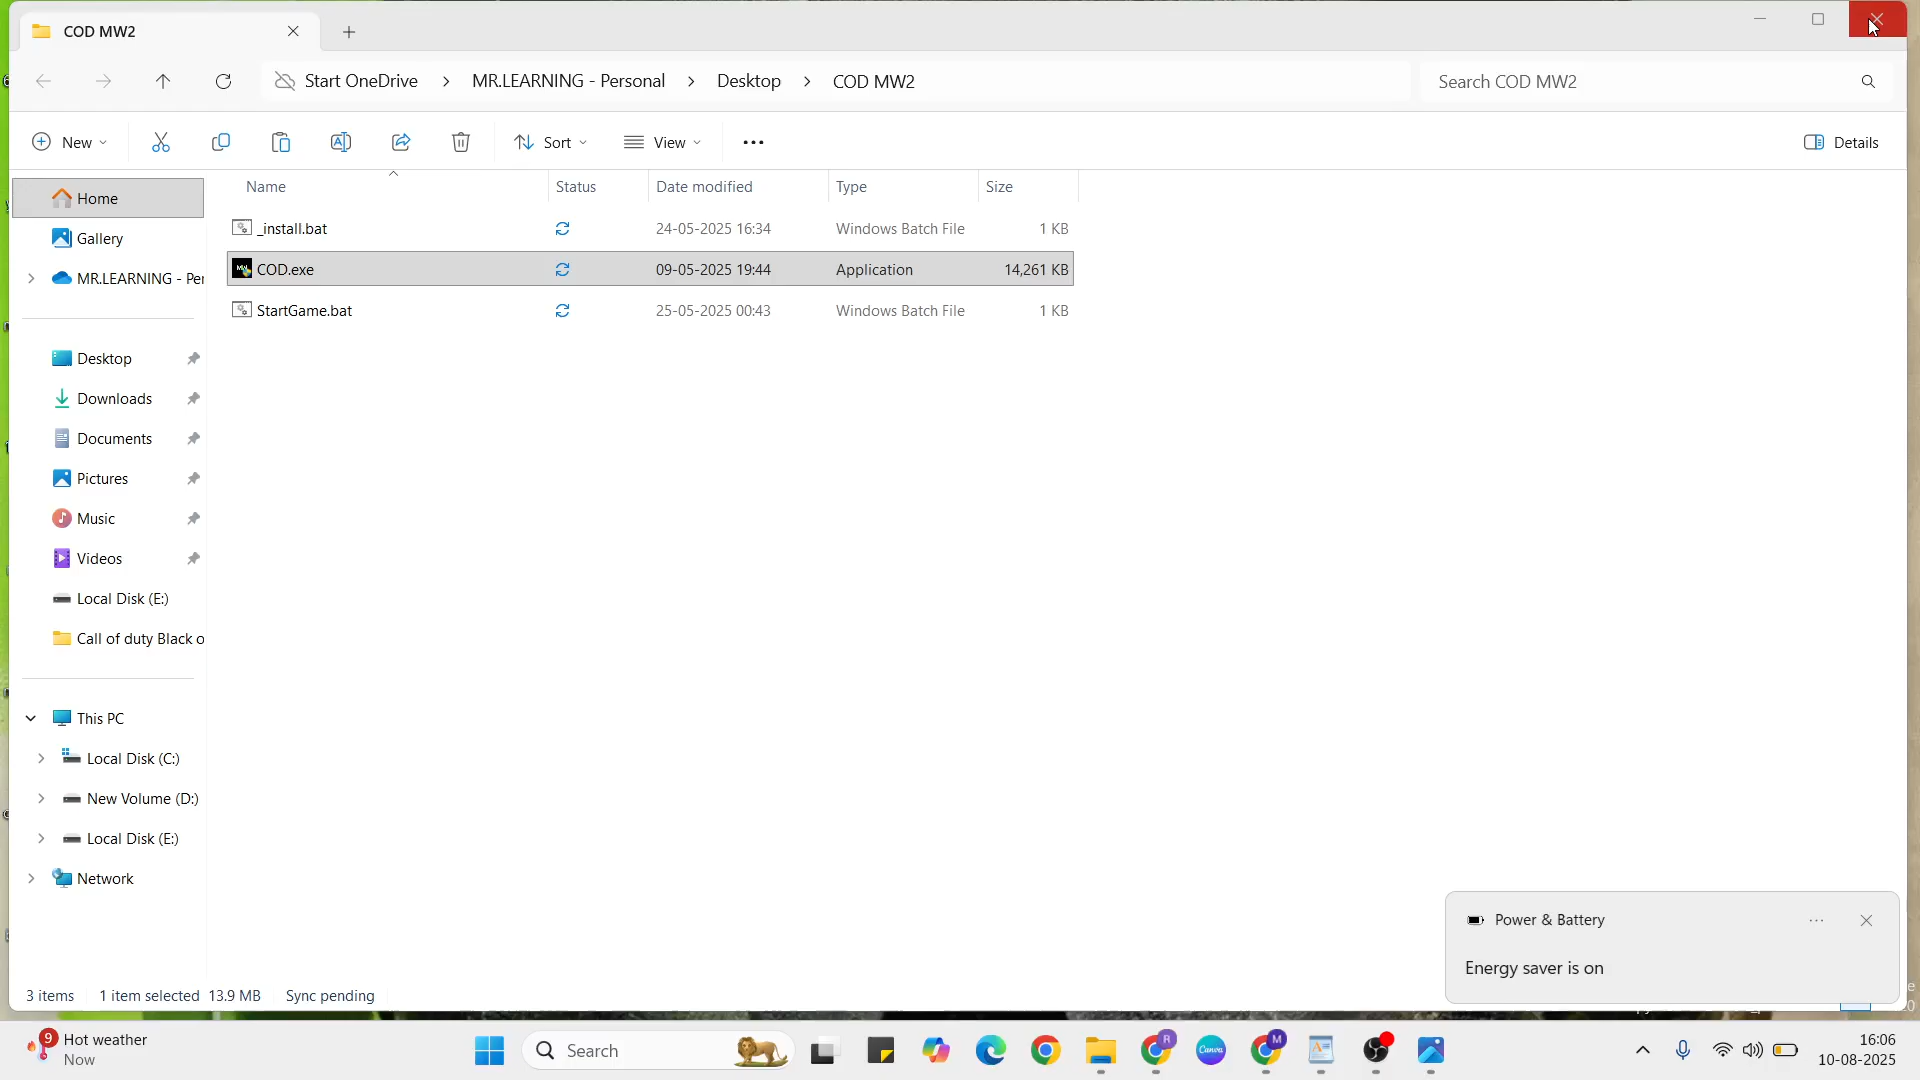 COD MW2
Start OneDrive > MR.LEARNING - Personal > Desktop > COD MW2
Search COD MW2
New
Sort
View
Details
Name Status Date modified Type Size
_install.bat 24-05-2025 16:34 Windows Batch File 1 KB
COD.exe 09-05-2025 19:44 Application 14,261 KB
StartGame.bat 25-05-2025 00:43 Windows Batch File 1 KB
Home
Gallery
MR.LEARNING - Per
Desktop
Downloads
Documents
Pictures
Music
Videos
Local Disk (E:)
Call of duty Black o
This PC
Local Disk (C:)
New Volume (D:)
Local Disk (E:)
Network
Power & Battery
Energy saver is on
3 items 1 item selected 13.9 MB Sync pending
9
Hot weather
Now
Search
R
Canva
M
16:06
10-08-2025